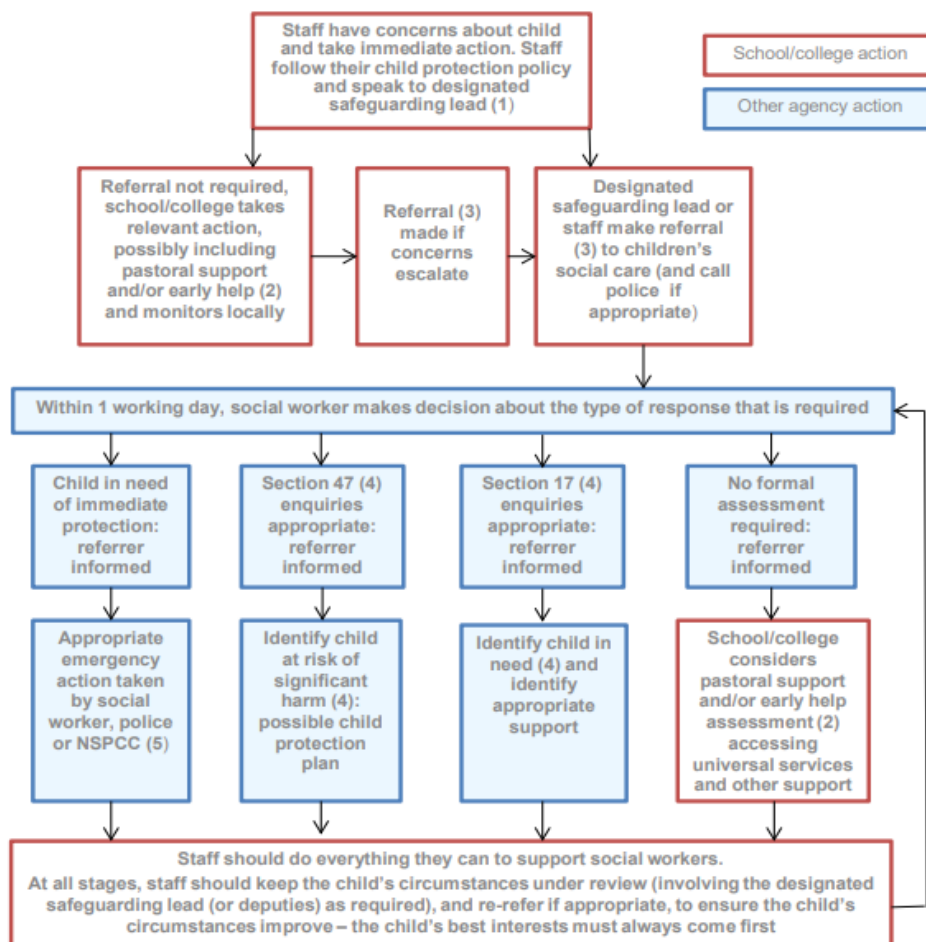 Staff have concerns about child
and take immediate action. Staff
follow their child protection policy
and speak to designated
safeguarding lead (1)
School/college action
Other agency action
Referral not required,
school/college takes
relevant action,
possibly including
pastoral support
and/or early help (2)
and monitors locally
Referral (3)
made if
concerns
escalate
Designated
safeguarding lead or
staff make referral
(3) to children's
social care (and call
police if
appropriate)
Within 1 working day, social worker makes decision about the type of response that is required
Child in need
of immediate
protection:
referrer
informed
Section 47 (4)
enquiries
appropriate:
referrer
informed
Section 17 (4)
enquiries
appropriate:
referrer
informed
No formal
assessment
required:
referrer
informed
Appropriate
emergency
action taken
by social
worker, police
or NSPCC (5)
Identify child
at risk of
significant
harm (4):
possible child
protection
plan
Identify child in
need (4) and
identify
appropriate
support
School/college
considers
pastoral support
and/or early help
assessment (2)
accessing
universal services
and other support
Staff should do everything they can to support social workers.
At all stages, staff should keep the child's circumstances under review (involving the designated
safeguarding lead (or deputies) as required), and re-refer if appropriate, to ensure the child's
circumstances improve – the child's best interests must always come first